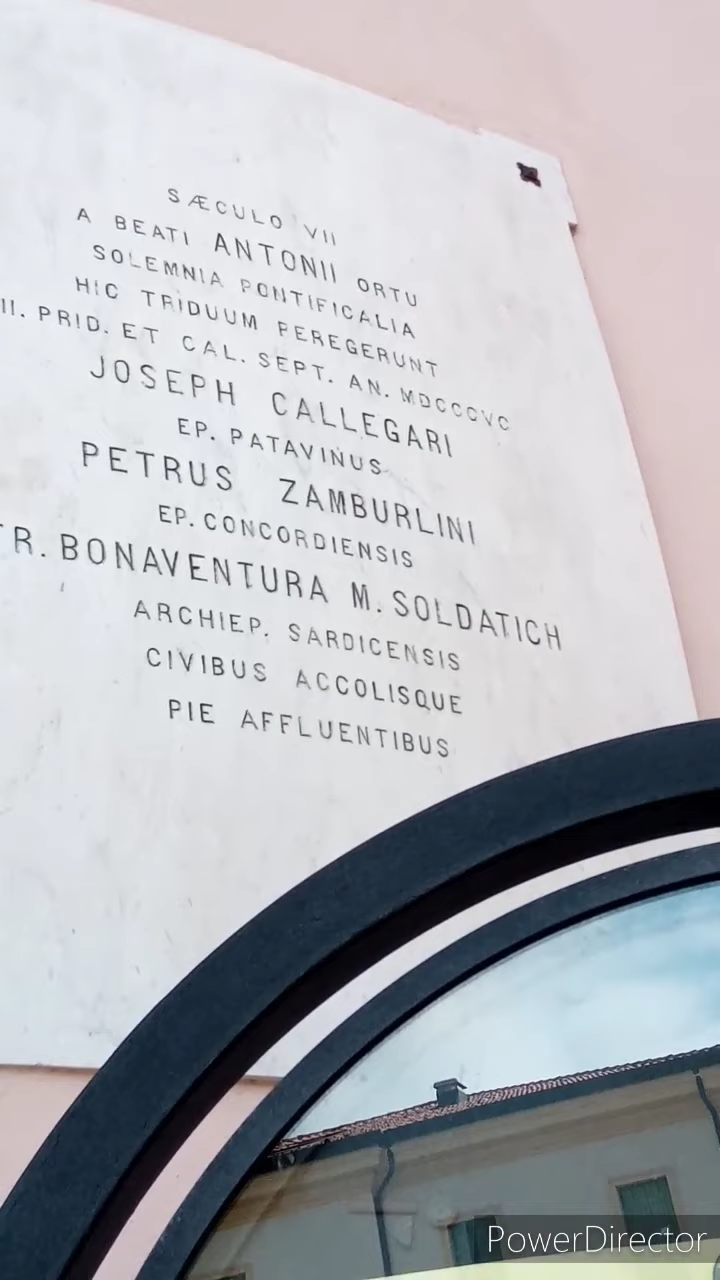 SÆCULO VII
A BEATI ANTONII ORTU
SOLEMNIA PONTIFICALIA
HIC TRIDUUM PEREGERUNT
II. PRID. ET CAL. SEPT. AN. MDCCCVC
JOSEPH CALLEGARI
EP. PATAVINUS
PETRUS ZAMBURLINI
EP. CONCORDIENSIS
R. BONAVENTURA M. SOLDATICH
ARCHIEP. SARDICENSIS
CIVIBUS ACCOLISQUE
PIE AFFLUENTIBUS
PowerDirector